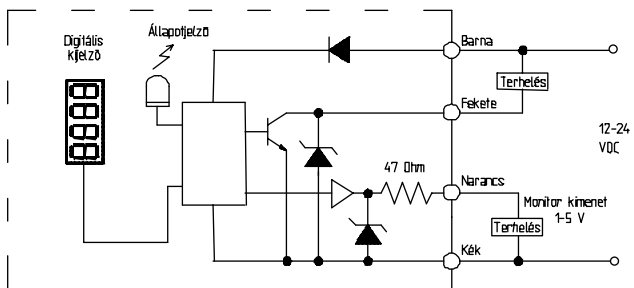 Digitális
kijelző
Állapotjelző
Barna
Terhelés
Fekete
12-24
VDC
47 Ohm
Narancs
Monitor kimenet
1-5 V
Terhelés
Kék